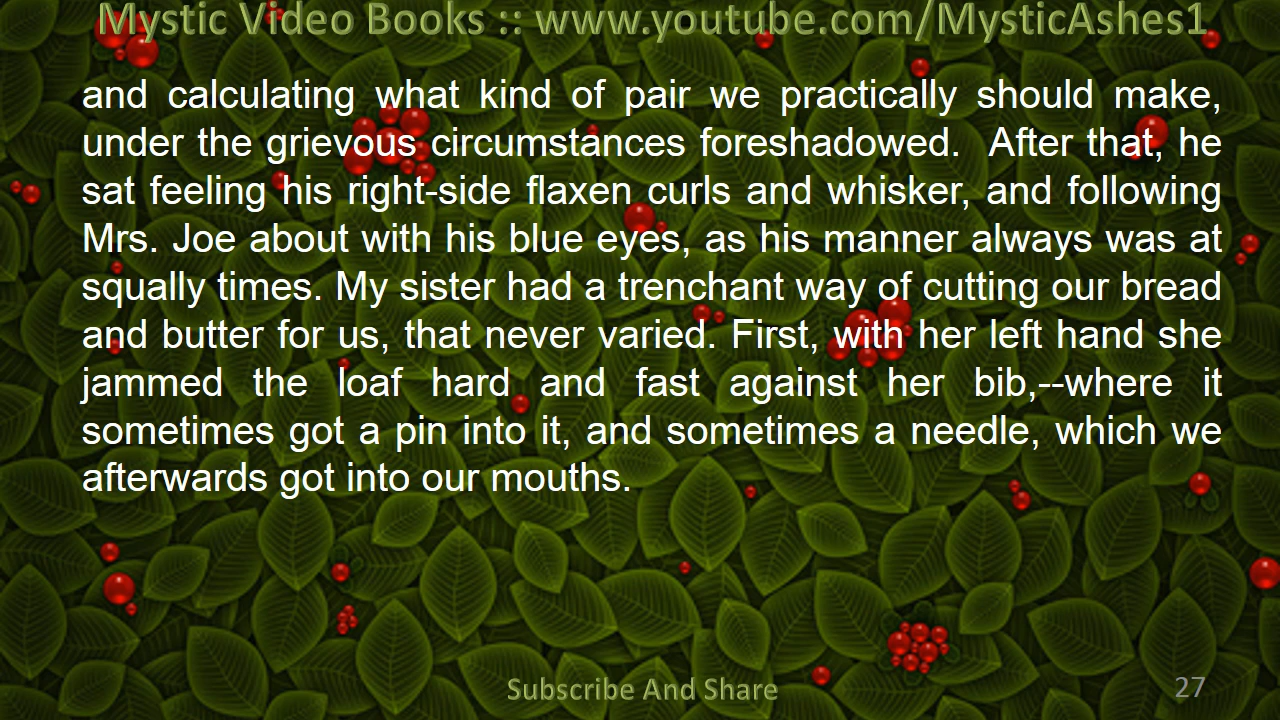 Mystic Video Books :: www.youtube.com/MysticAshes1
and calculating what kind of pair we practically should make,
under the grievous circumstances foreshadowed.  After that, he
sat feeling his right-side flaxen curls and whisker, and following
Mrs. Joe about with his blue eyes, as his manner always was at
squally times. My sister had a trenchant way of cutting our bread
and butter for us, that never varied. First, with her left hand she
jammed the loaf hard and fast against her bib,--where it
sometimes got a pin into it, and sometimes a needle, which we
afterwards got into our mouths.
Subscribe And Share
27